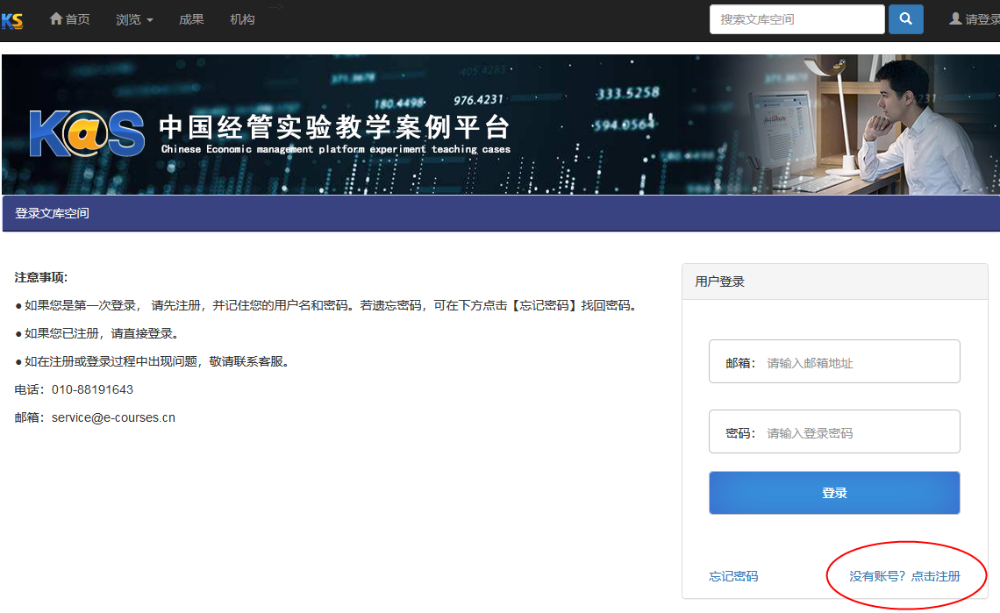 KS 首页 浏览 成果 机构 --> 搜索文库空间 请登录
405.4285
371.3678
180.4498 976.4231 333.5258
594.0564
K@S 中国经管实验教学案例平台
Chinese Economic management platform experiment teaching cases
登录文库空间
注意事项:
用户登录
● 如果您是第一次登录， 请先注册，并记住您的用户名和密码。若遗忘密码，可在下方点击【忘记密码】找回密码。
● 如果您已注册，请直接登录。
● 如在注册或登录过程中出现问题，敬请联系客服。
电话：010-88191643
邮箱：service@e-courses.cn
邮箱： 请输入邮箱地址
密码： 请输入登录密码
登录
忘记密码 没有账号？点击注册